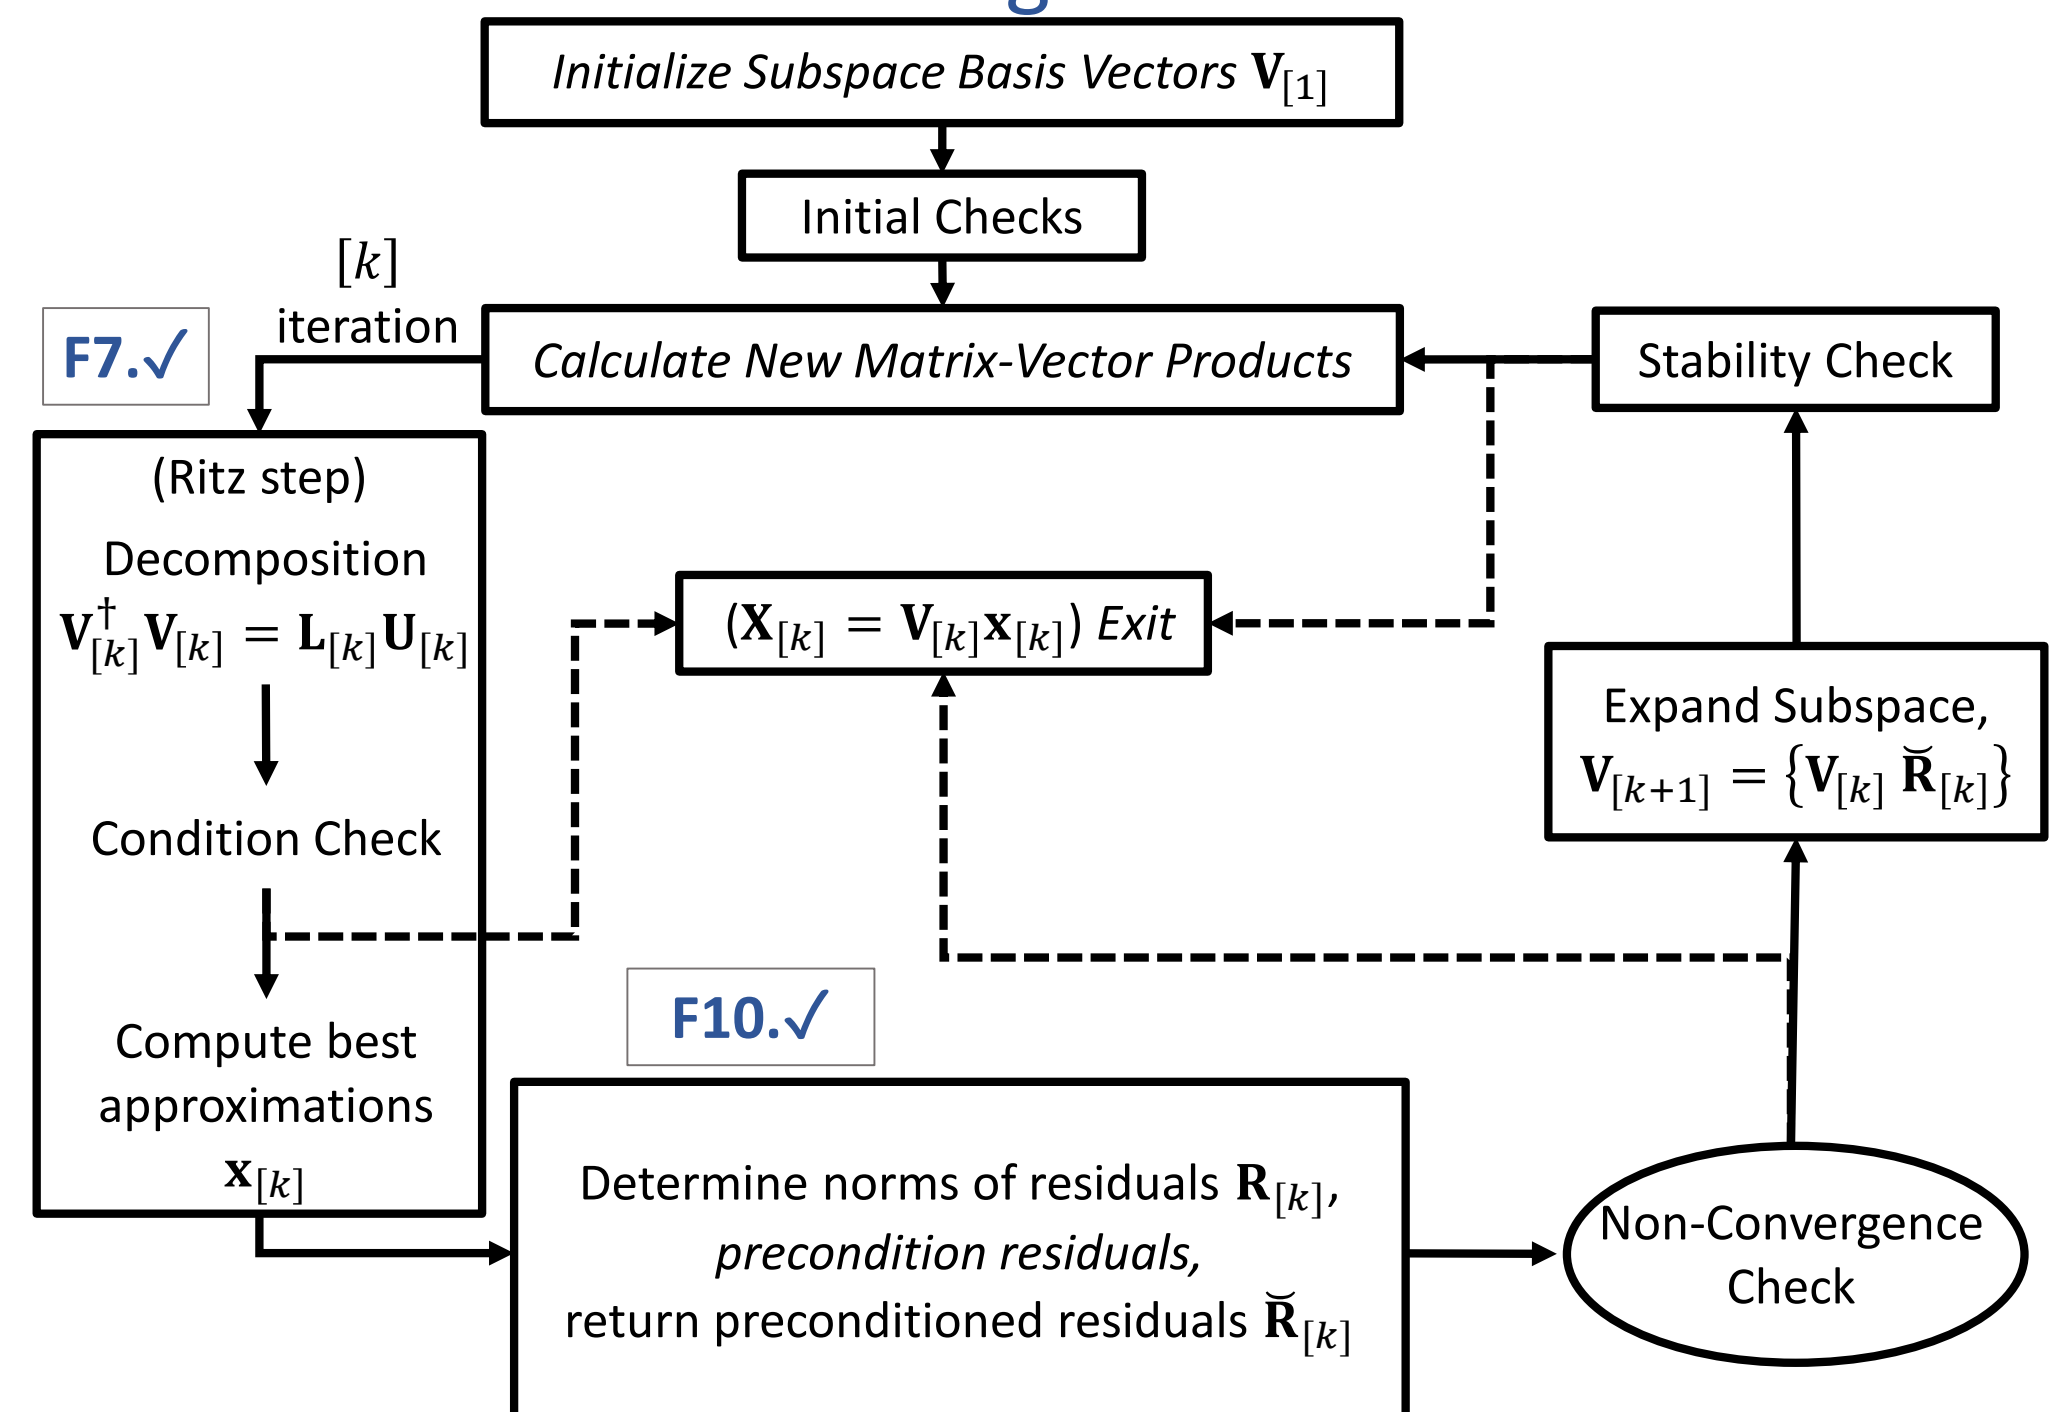 Initialize Subspace Basis Vectors 𝐕[1]
Initial Checks
[𝑘]
iteration
F7.✓
Calculate New Matrix-Vector Products
Stability Check
(Ritz step)
Decomposition
𝐕†[𝑘]𝐕[𝑘] = 𝐋[𝑘]𝐔[𝑘]
Condition Check
Compute best
approximations
𝐱[𝑘]
(𝐗[𝑘] = 𝐕[𝑘]𝐱[𝑘]) Exit
Expand Subspace,
𝐕[𝑘+1] = {𝐕[𝑘] 𝐑̆[𝑘]}
F10.✓
Determine norms of residuals 𝐑[𝑘],
precondition residuals,
return preconditioned residuals 𝐑̆[𝑘]
Non-Convergence
Check